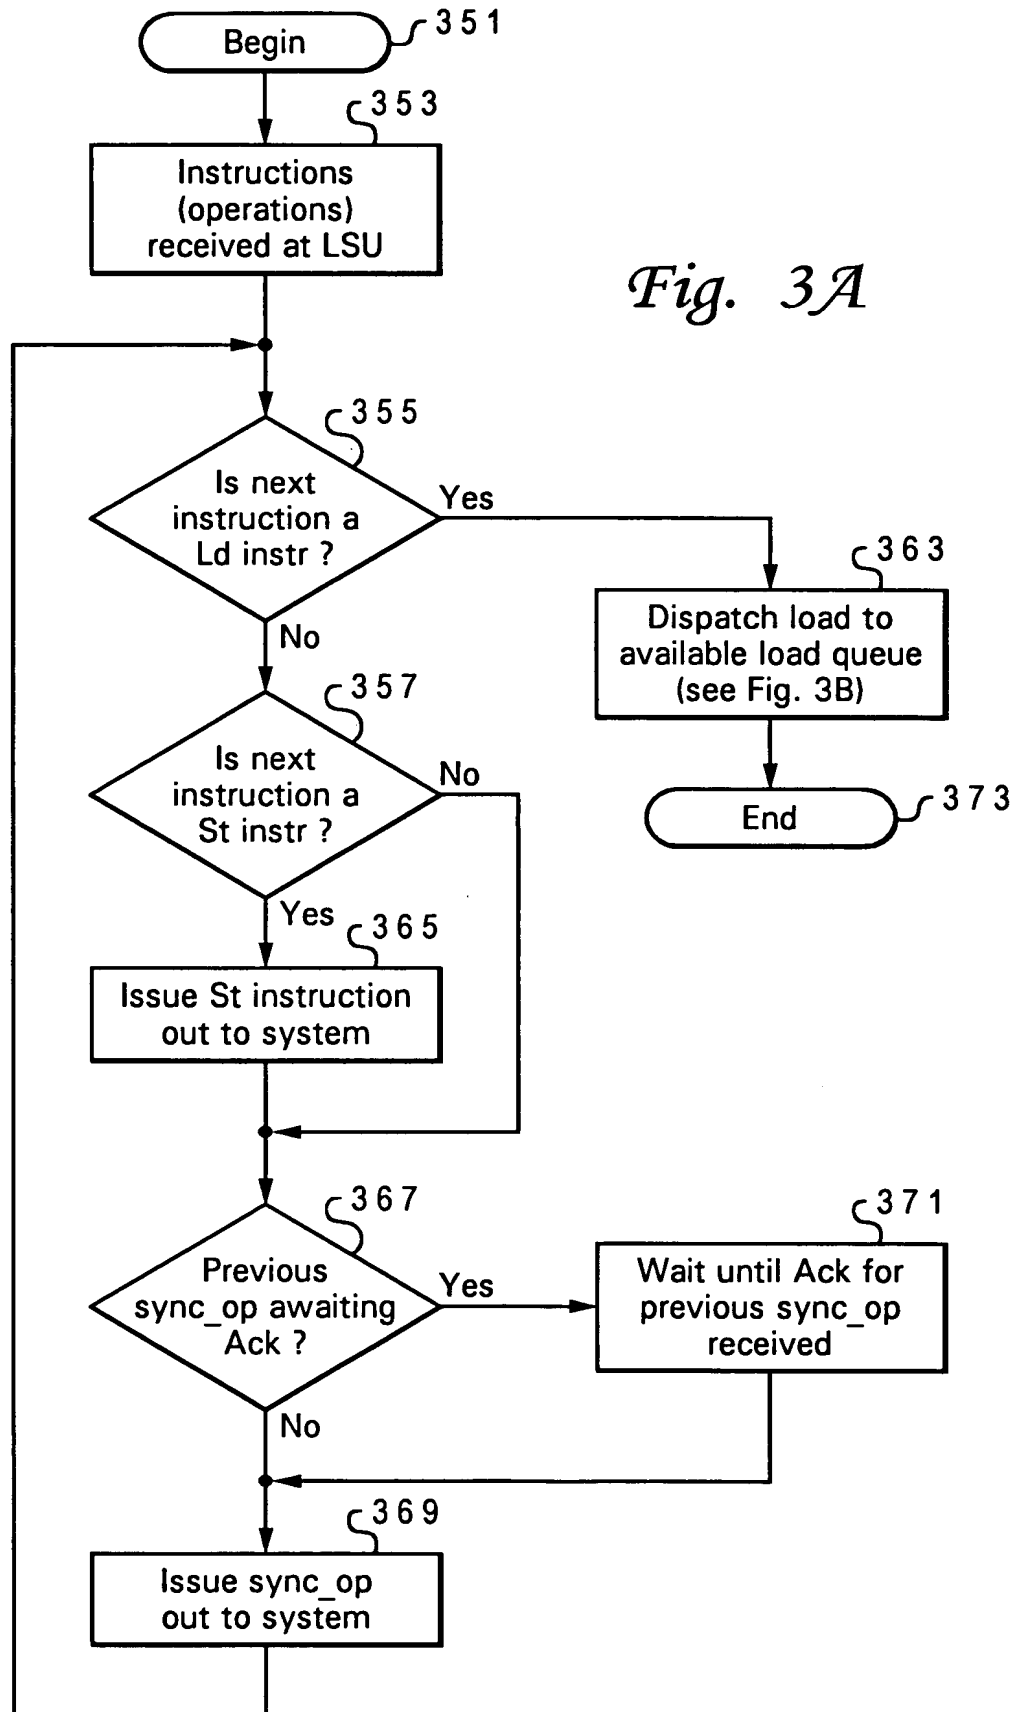 Begin
351
353
Instructions
(operations)
received at LSU
Fig. 3A
355
Is next
instruction a
Ld instr ?
Yes
No
363
Dispatch load to
available load queue
(see Fig. 3B)
357
Is next
instruction a
St instr ?
No
Yes
End
373
365
Issue St instruction
out to system
367
Previous
sync_op awaiting
Ack ?
Yes
No
371
Wait until Ack for
previous sync_op
received
369
Issue sync_op
out to system